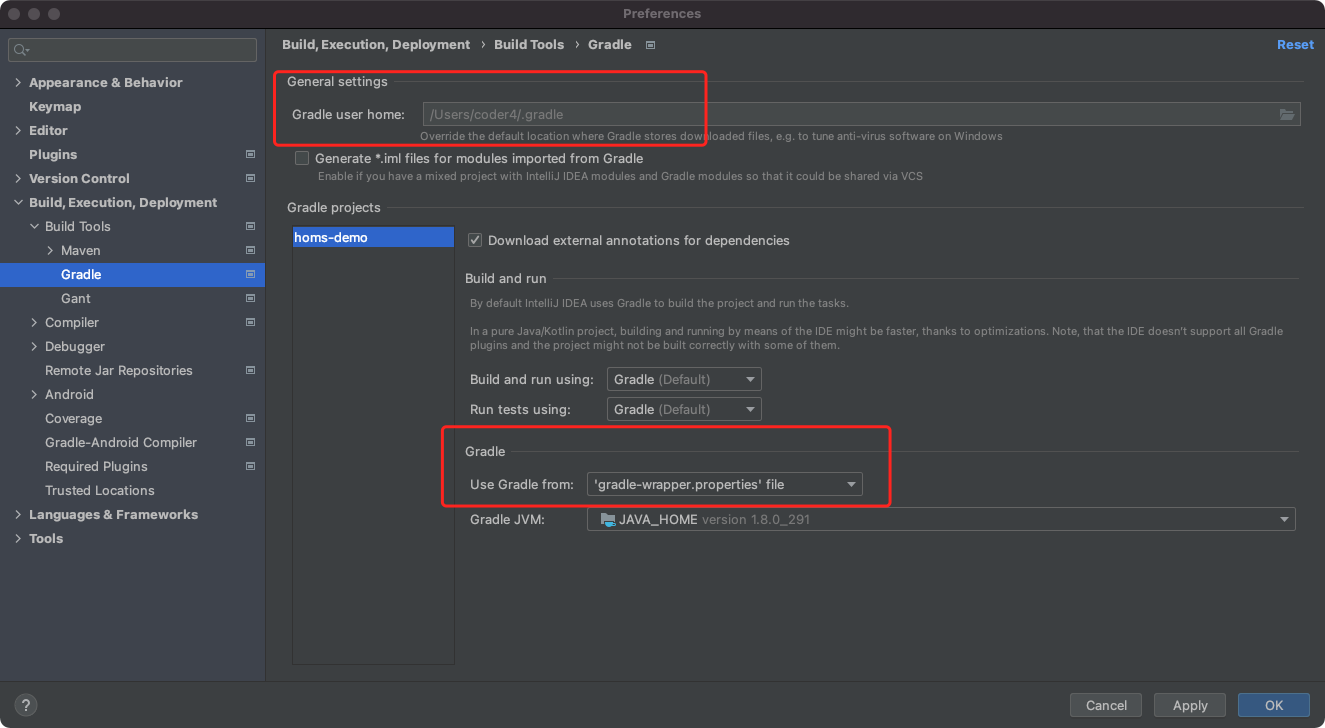 Preferences
Build, Execution, Deployment › Build Tools › Gradle
Reset
Appearance & Behavior
Keymap
Editor
Plugins
Version Control
Build, Execution, Deployment
Build Tools
Maven
Gradle
Gant
Compiler
Debugger
Remote Jar Repositories
Android
Coverage
Gradle-Android Compiler
Required Plugins
Trusted Locations
Languages & Frameworks
Tools
General settings
Gradle user home: /Users/coder4/.gradle
Override the default location where Gradle stores downloaded files, e.g. to tune anti-virus software on Windows
Generate *.iml files for modules imported from Gradle
Enable if you have a mixed project with IntelliJ IDEA modules and Gradle modules so that it could be shared via VCS
Gradle projects
homs-demo
Download external annotations for dependencies
Build and run
By default IntelliJ IDEA uses Gradle to build the project and run the tasks.
In a pure Java/Kotlin project, building and running by means of the IDE might be faster, thanks to optimizations. Note, that the IDE doesn't support all Gradle
plugins and the project might not be built correctly with some of them.
Build and run using: Gradle (Default)
Run tests using: Gradle (Default)
Gradle
Use Gradle from: 'gradle-wrapper.properties' file
Gradle JVM: JAVA_HOME version 1.8.0_291
?
Cancel
Apply
OK